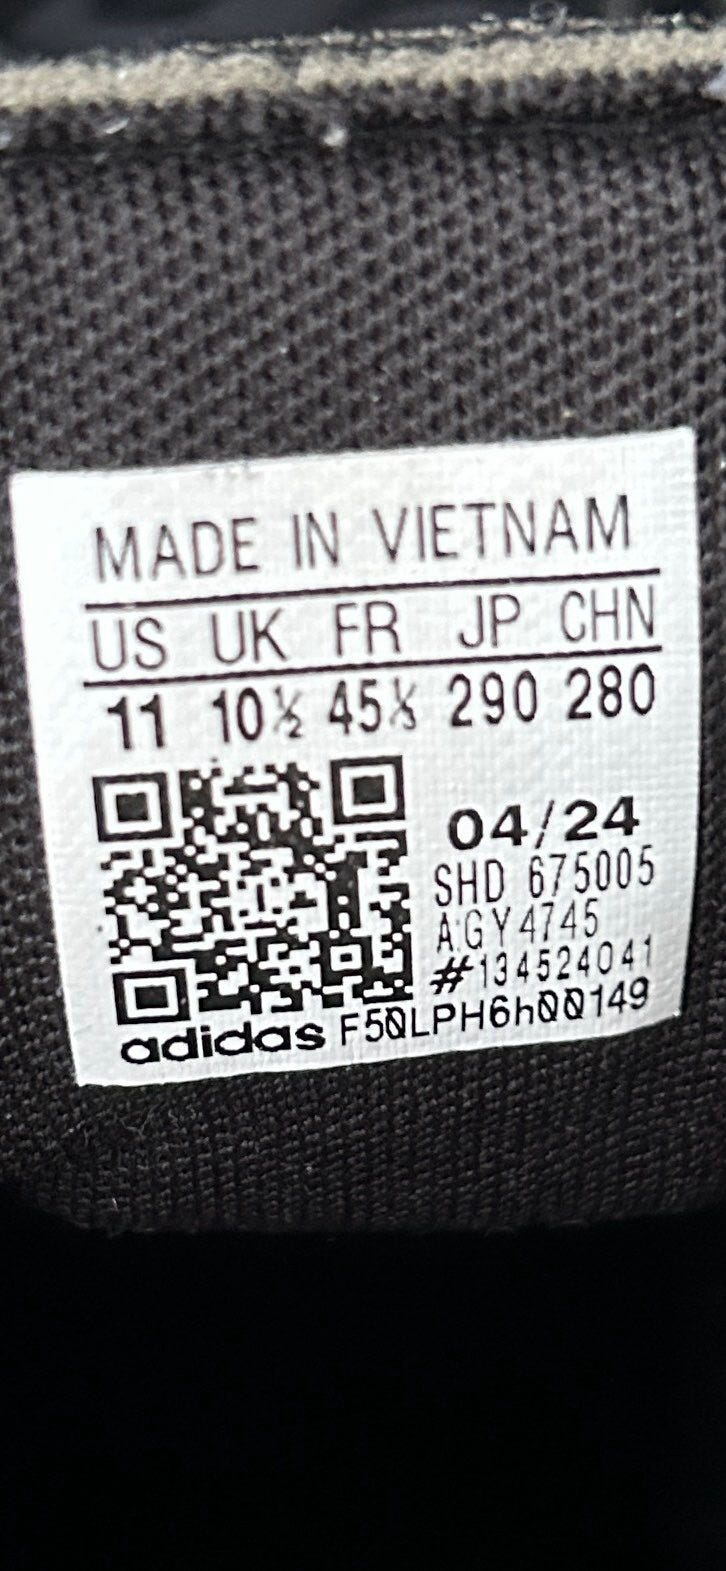 MADE IN VIETNAM
US UK FR JP CHN
11 10½ 45⅓ 290 280
04/24
SHD 675005
A:GY4745
#134524041
adidas F50LPH6h00149